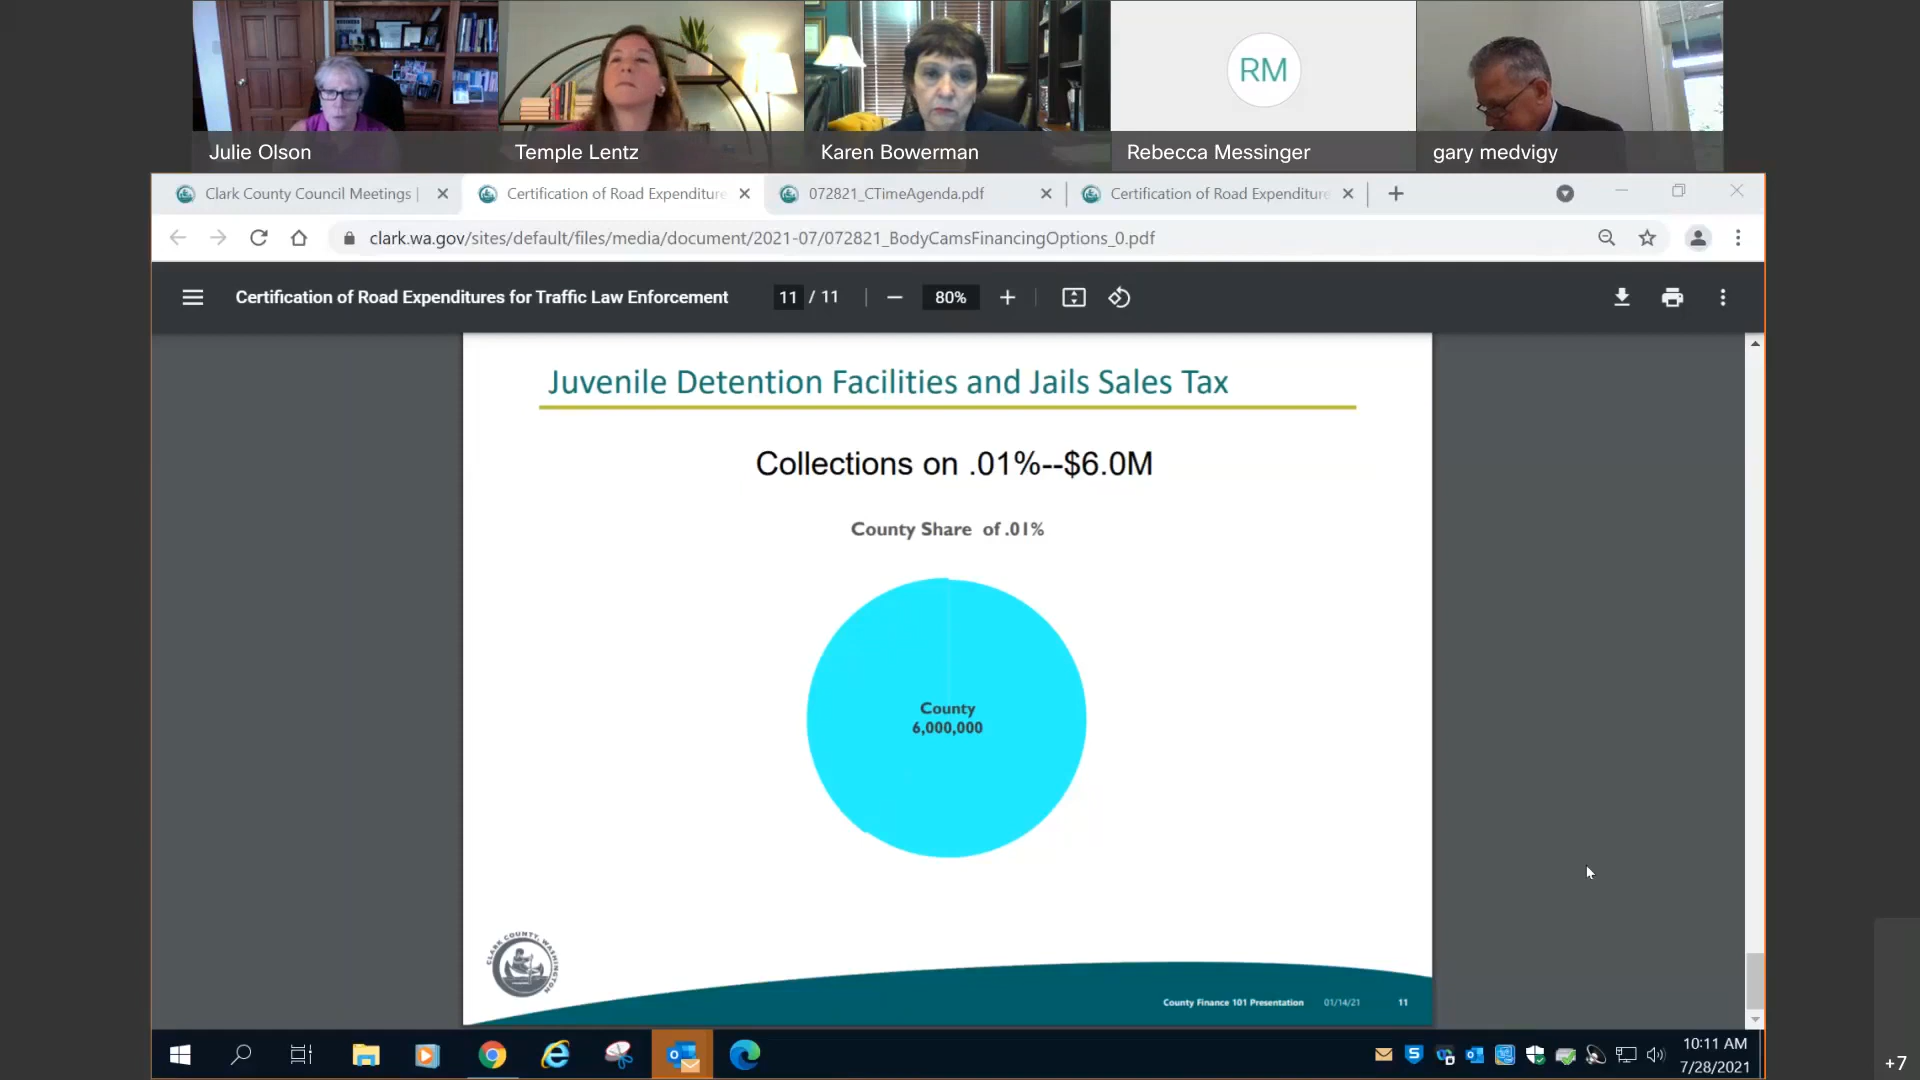 RM
Julie Olson
Temple Lentz
Karen Bowerman
Rebecca Messinger
gary medvigy
Clark County Council Meetings |
Certification of Road Expenditure
072821_CTimeAgenda.pdf
Certification of Road Expenditure
clark.wa.gov/sites/default/files/media/document/2021-07/072821_BodyCamsFinancingOptions_0.pdf
Certification of Road Expenditures for Traffic Law Enforcement
11 / 11
80%
Juvenile Detention Facilities and Jails Sales Tax
Collections on .01%--$6.0M
County Share of .01%
County
6,000,000
CLARK COUNTY, WASHINGTON
County Finance 101 Presentation 01/14/21 11
10:11 AM
7/28/2021
+7